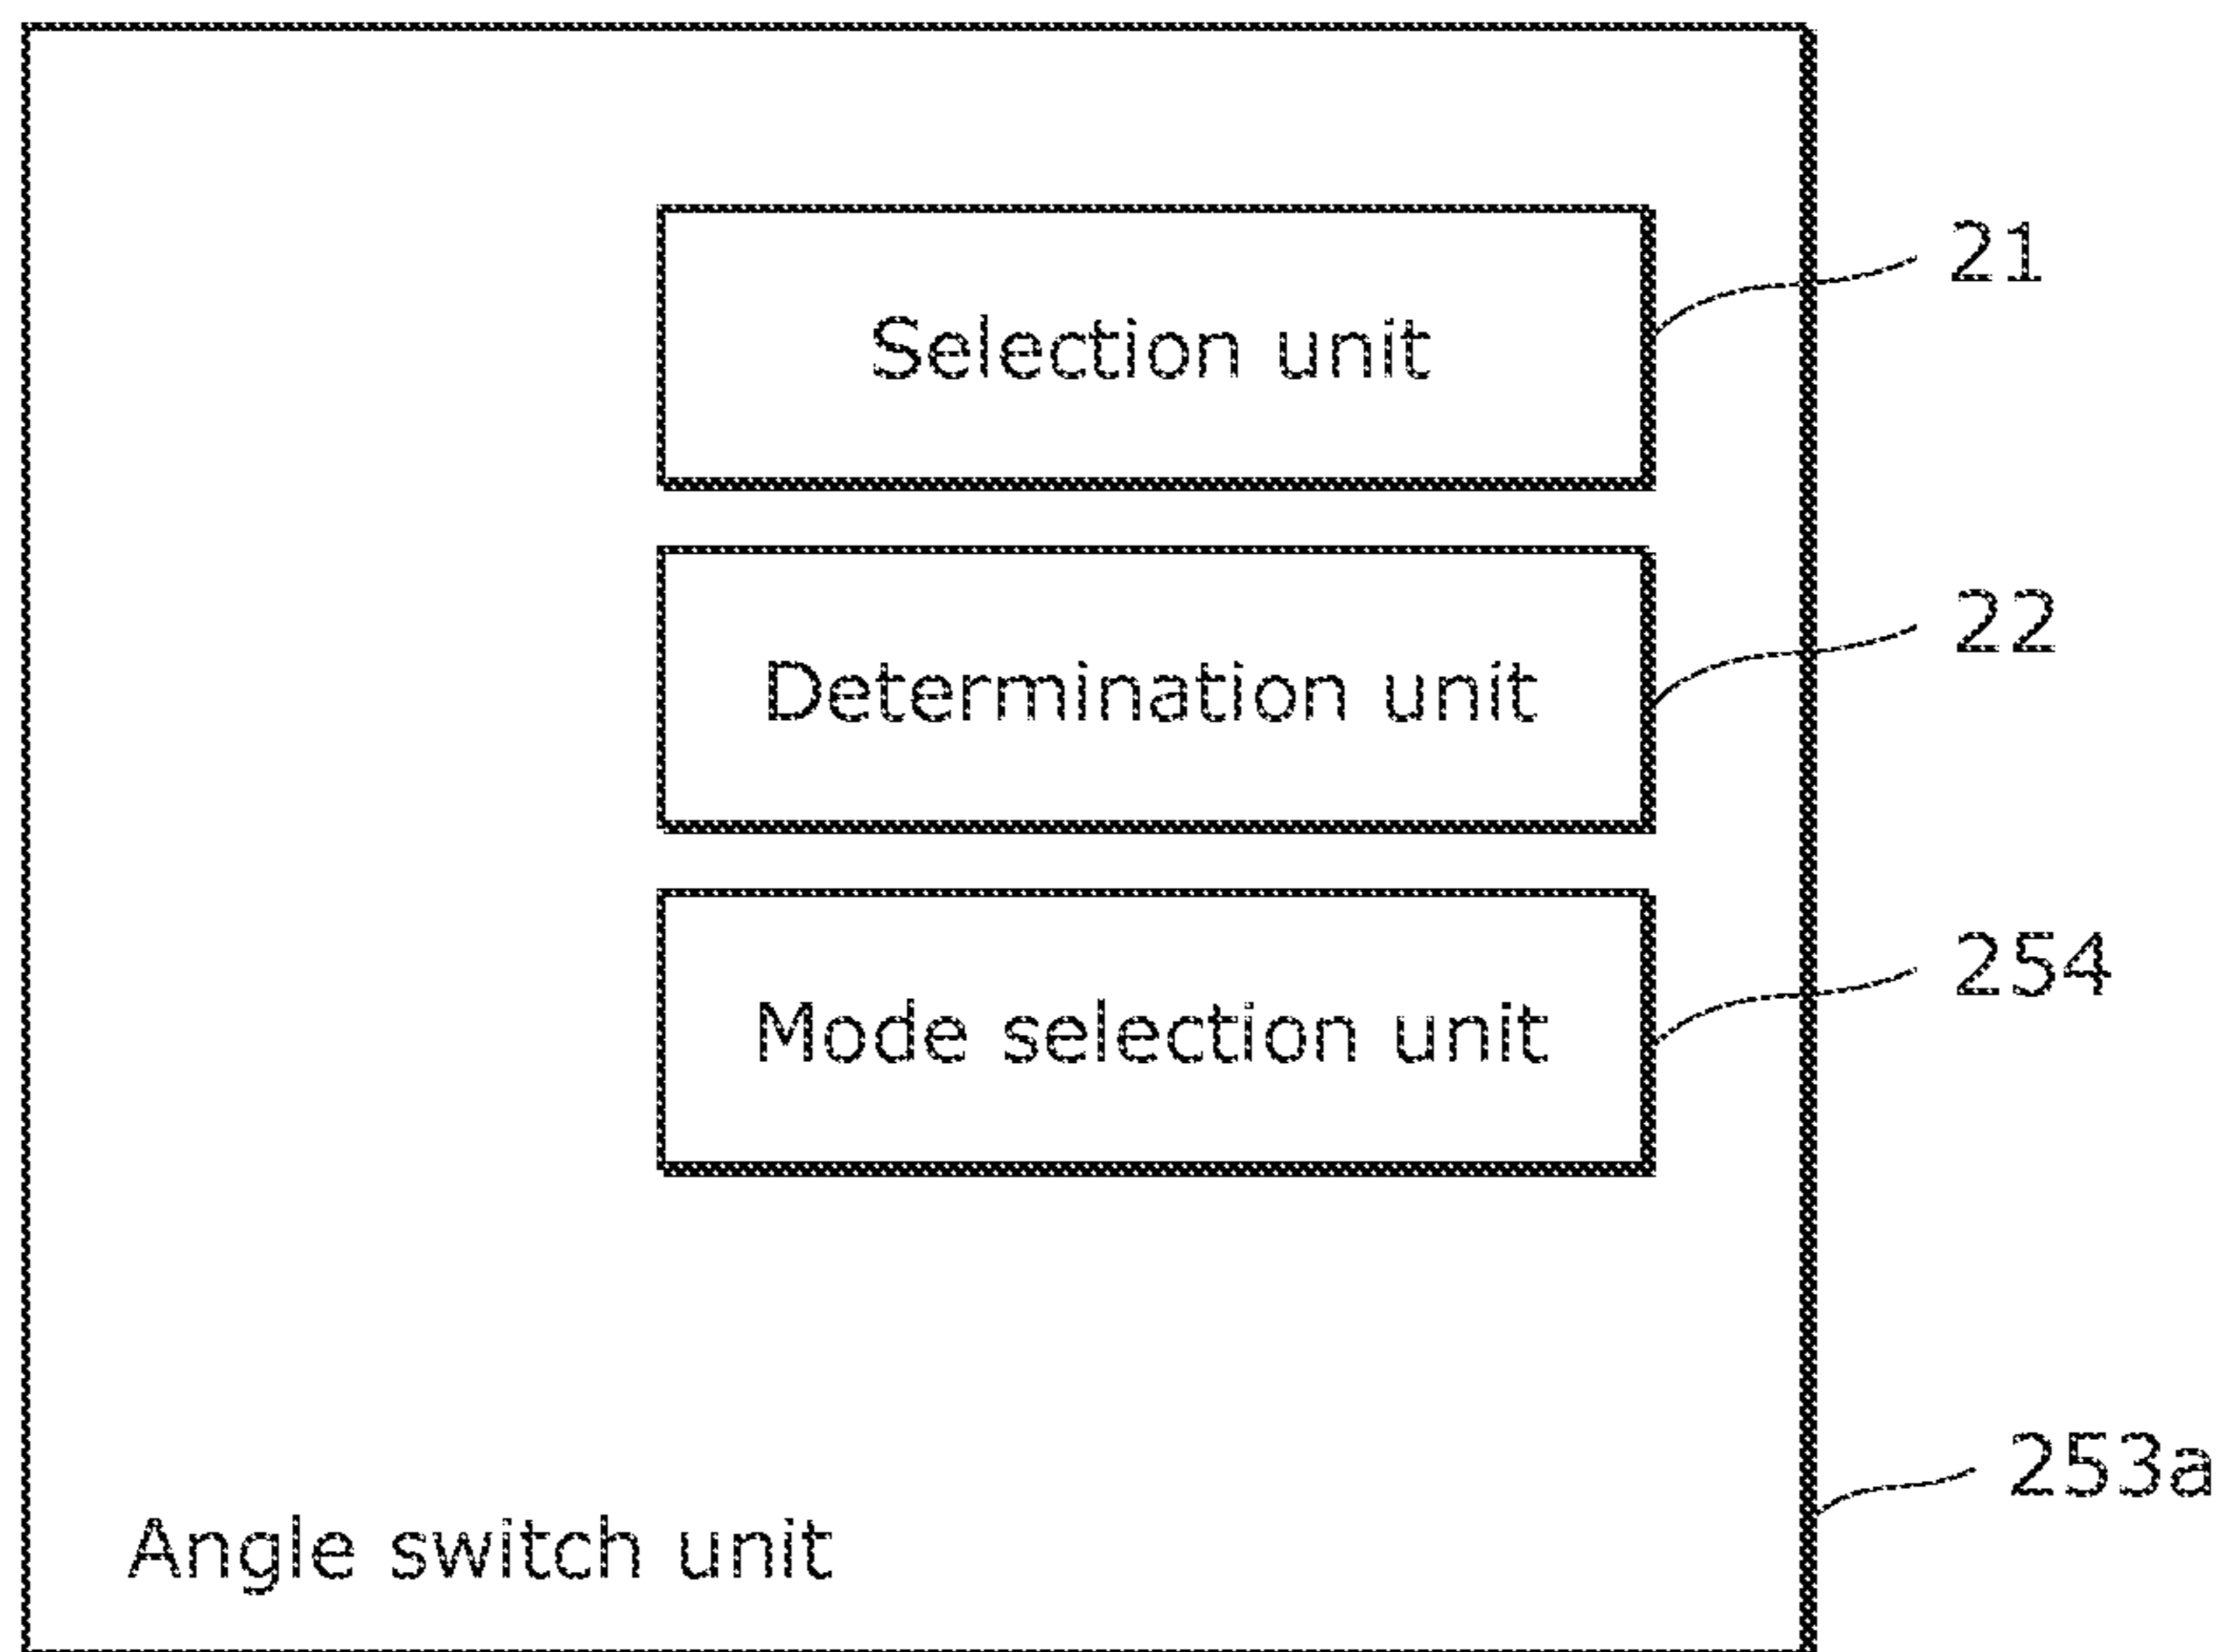 Selection unit
21
Determination unit
22
Mode selection unit
254
Angle switch unit
253a